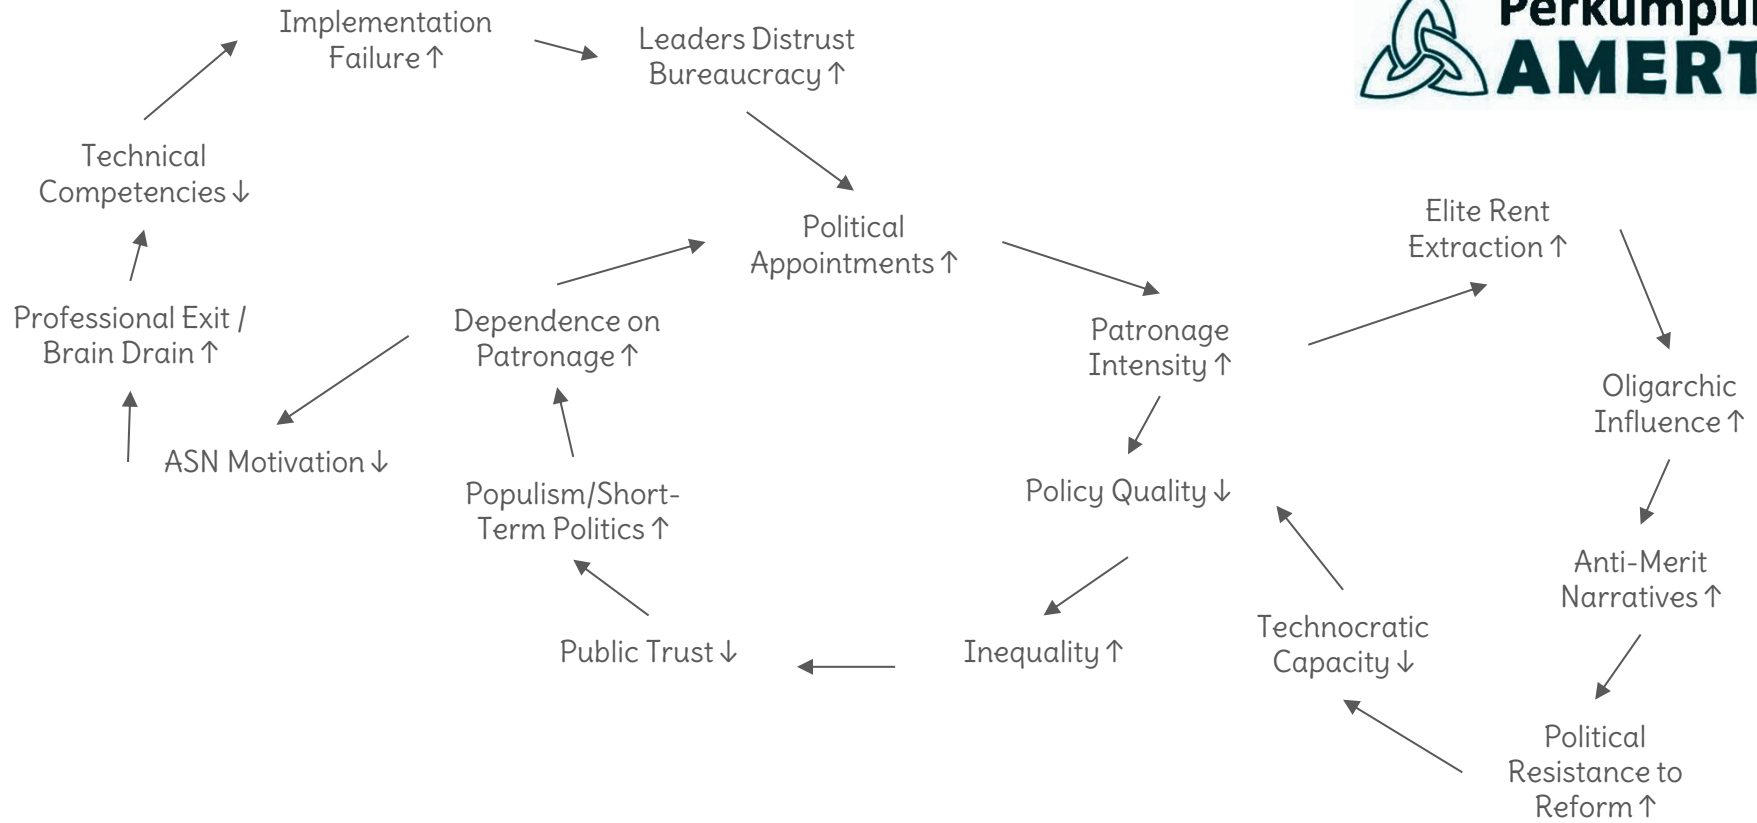 Implementation
Failure ↑
Leaders Distrust
Bureaucracy ↑
AMERT
Technical
Competencies ↓
Political
Appointments ↑
Elite Rent
Extraction ↑
Professional Exit /
Brain Drain ↑
Dependence on
Patronage ↑
Patronage
Intensity ↑
Oligarchic
Influence ↑
ASN Motivation ↓
Populism/Short-
Term Politics ↑
Policy Quality ↓
Anti-Merit
Narratives ↑
Public Trust ↓
Inequality ↑
Technocratic
Capacity ↓
Political
Resistance to
Reform ↑